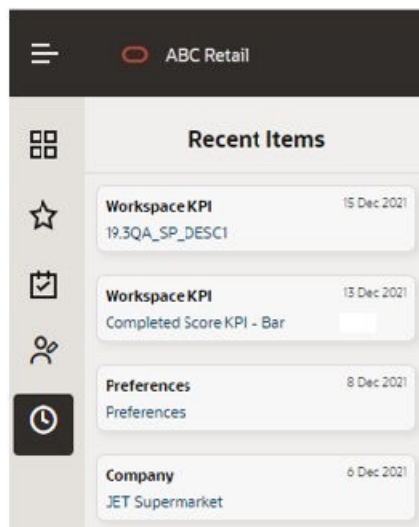 ABC Retail
Recent Items
Workspace KPI 15 Dec 2021
19.3QA_SP_DESC1
Workspace KPI 13 Dec 2021
Completed Score KPI - Bar
Preferences 8 Dec 2021
Preferences
Company 6 Dec 2021
JET Supermarket